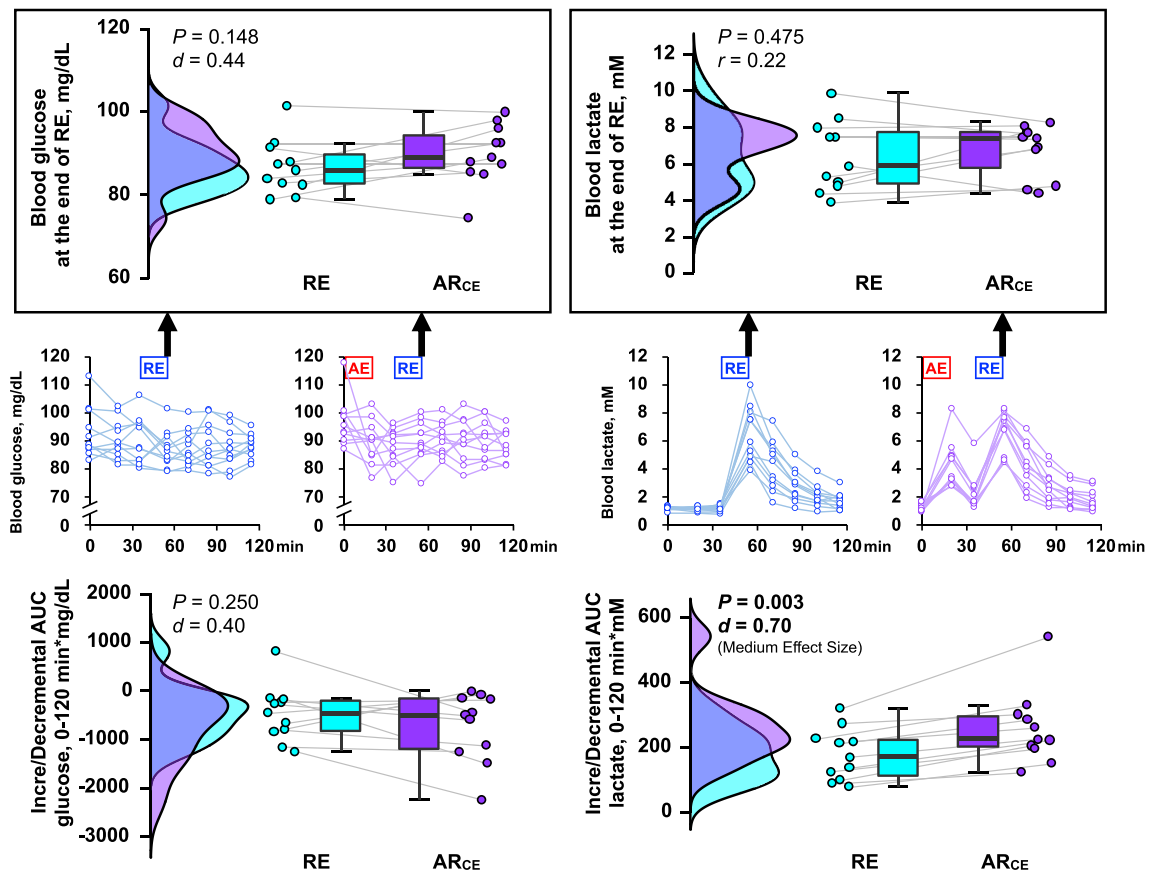 Blood glucose
at the end of RE, mg/dL
120
100
80
60
P = 0.148
d = 0.44
RE
ARCE
Blood lactate
at the end of RE, mM
12
10
8
6
4
2
0
P = 0.475
r = 0.22
RE
ARCE
Blood glucose, mg/dL
120
110
100
90
80
70
0
RE
0
30
60
90
120 min
120
110
100
90
80
70
0
AE
RE
0
30
60
90
120 min
Blood lactate, mM
12
10
8
6
4
2
0
RE
0
30
60
90
120 min
12
10
8
6
4
2
0
AE
RE
0
30
60
90
120 min
Incre/Decremental AUC
glucose, 0-120 min*mg/dL
2000
1000
0
-1000
-2000
-3000
P = 0.250
d = 0.40
RE
ARCE
Incre/Decremental AUC
lactate, 0-120 min*mM
600
400
200
0
P = 0.003
d = 0.70
(Medium Effect Size)
RE
ARCE